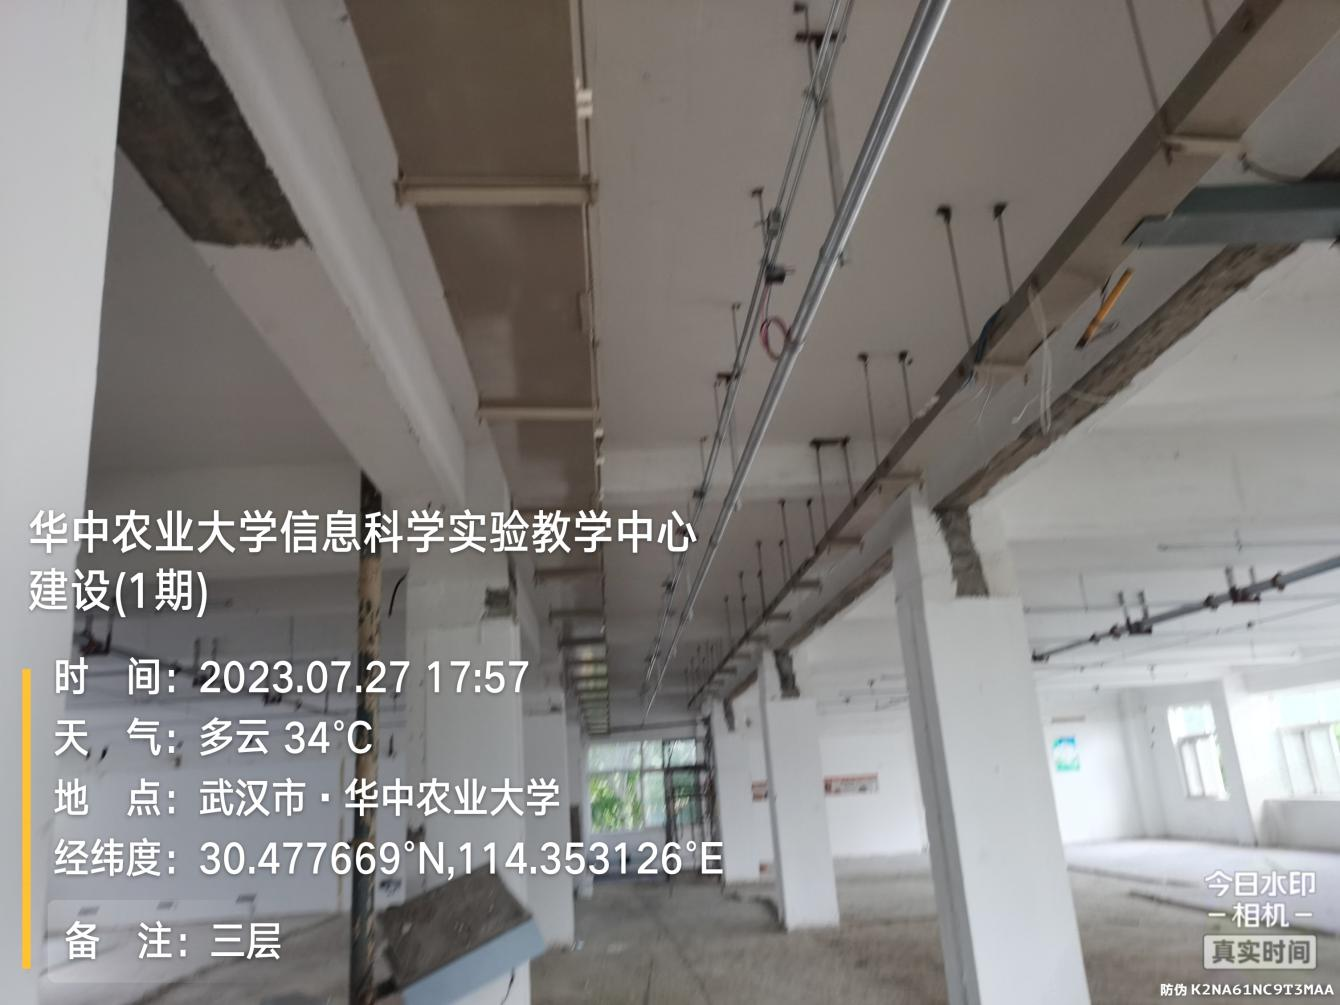 华中农业大学信息科学实验教学中心
建设(1期)
时 间：2023.07.27 17:57
天 气：多云 34°C
地 点：武汉市·华中农业大学
经纬度：30.477669°N,114.353126°E
备 注：三层
今日水印
相机
真实时间
防伪 K2NA61NC9T3MAA